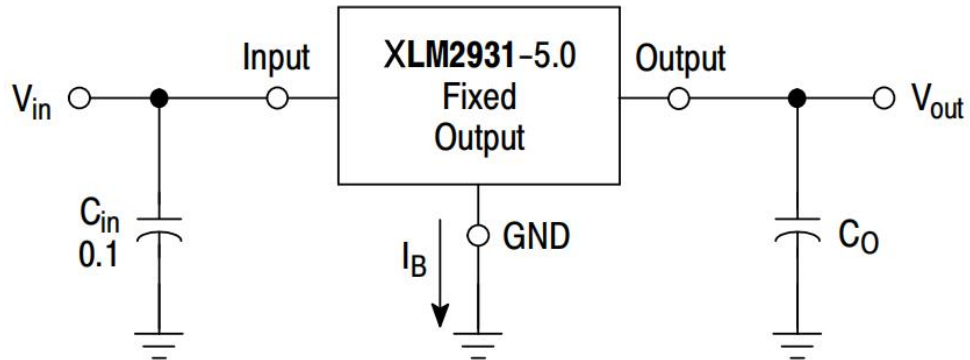 Input
XLM2931-5.0
Fixed
Output
Output
Vin
Vout
Cin
0.1
IB
GND
CO